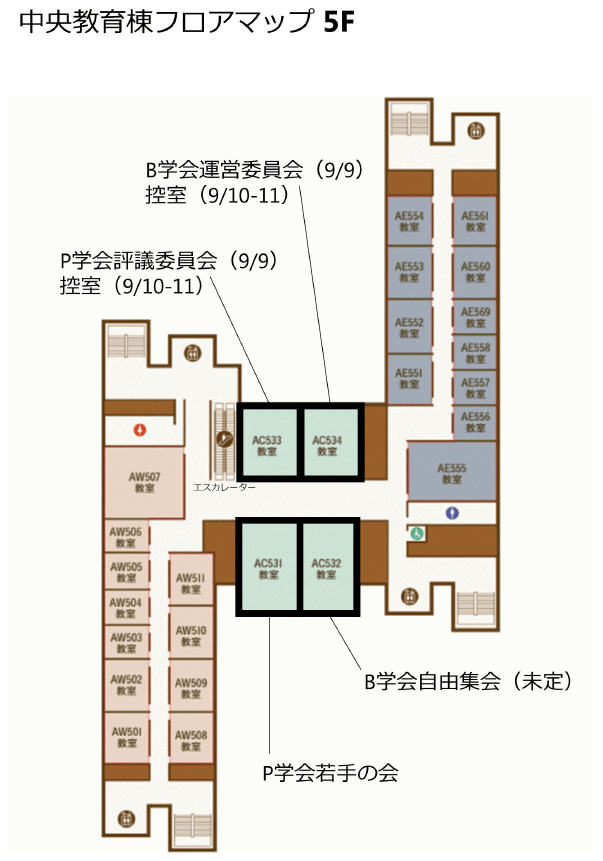 中央教育棟フロアマップ 5F
B学会運営委員会（9/9）
控室（9/10-11）
P学会評議委員会（9/9）
控室（9/10-11）
AE554
教室
AE561
教室
AE553
教室
AE560
教室
AE552
教室
AE569
教室
AE558
教室
AE551
教室
AE557
教室
AE556
教室
AE555
教室
AC533
教室
AC534
教室
エスカレーター
AW507
教室
AW506
教室
AW505
教室
AW504
教室
AW503
教室
AW502
教室
AW501
教室
AW511
教室
AW510
教室
AW509
教室
AW508
教室
AC531
教室
AC532
教室
B学会自由集会（未定）
P学会若手の会